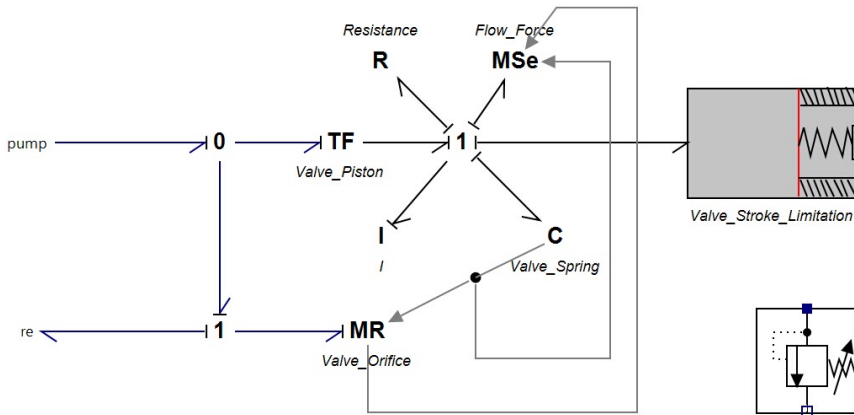 Resistance
Flow_Force
R
MSe
pump
0
TF
1
Valve_Piston
Valve_Stroke_Limitation
I
C
I
Valve_Spring
re
1
MR
Valve_Orifice